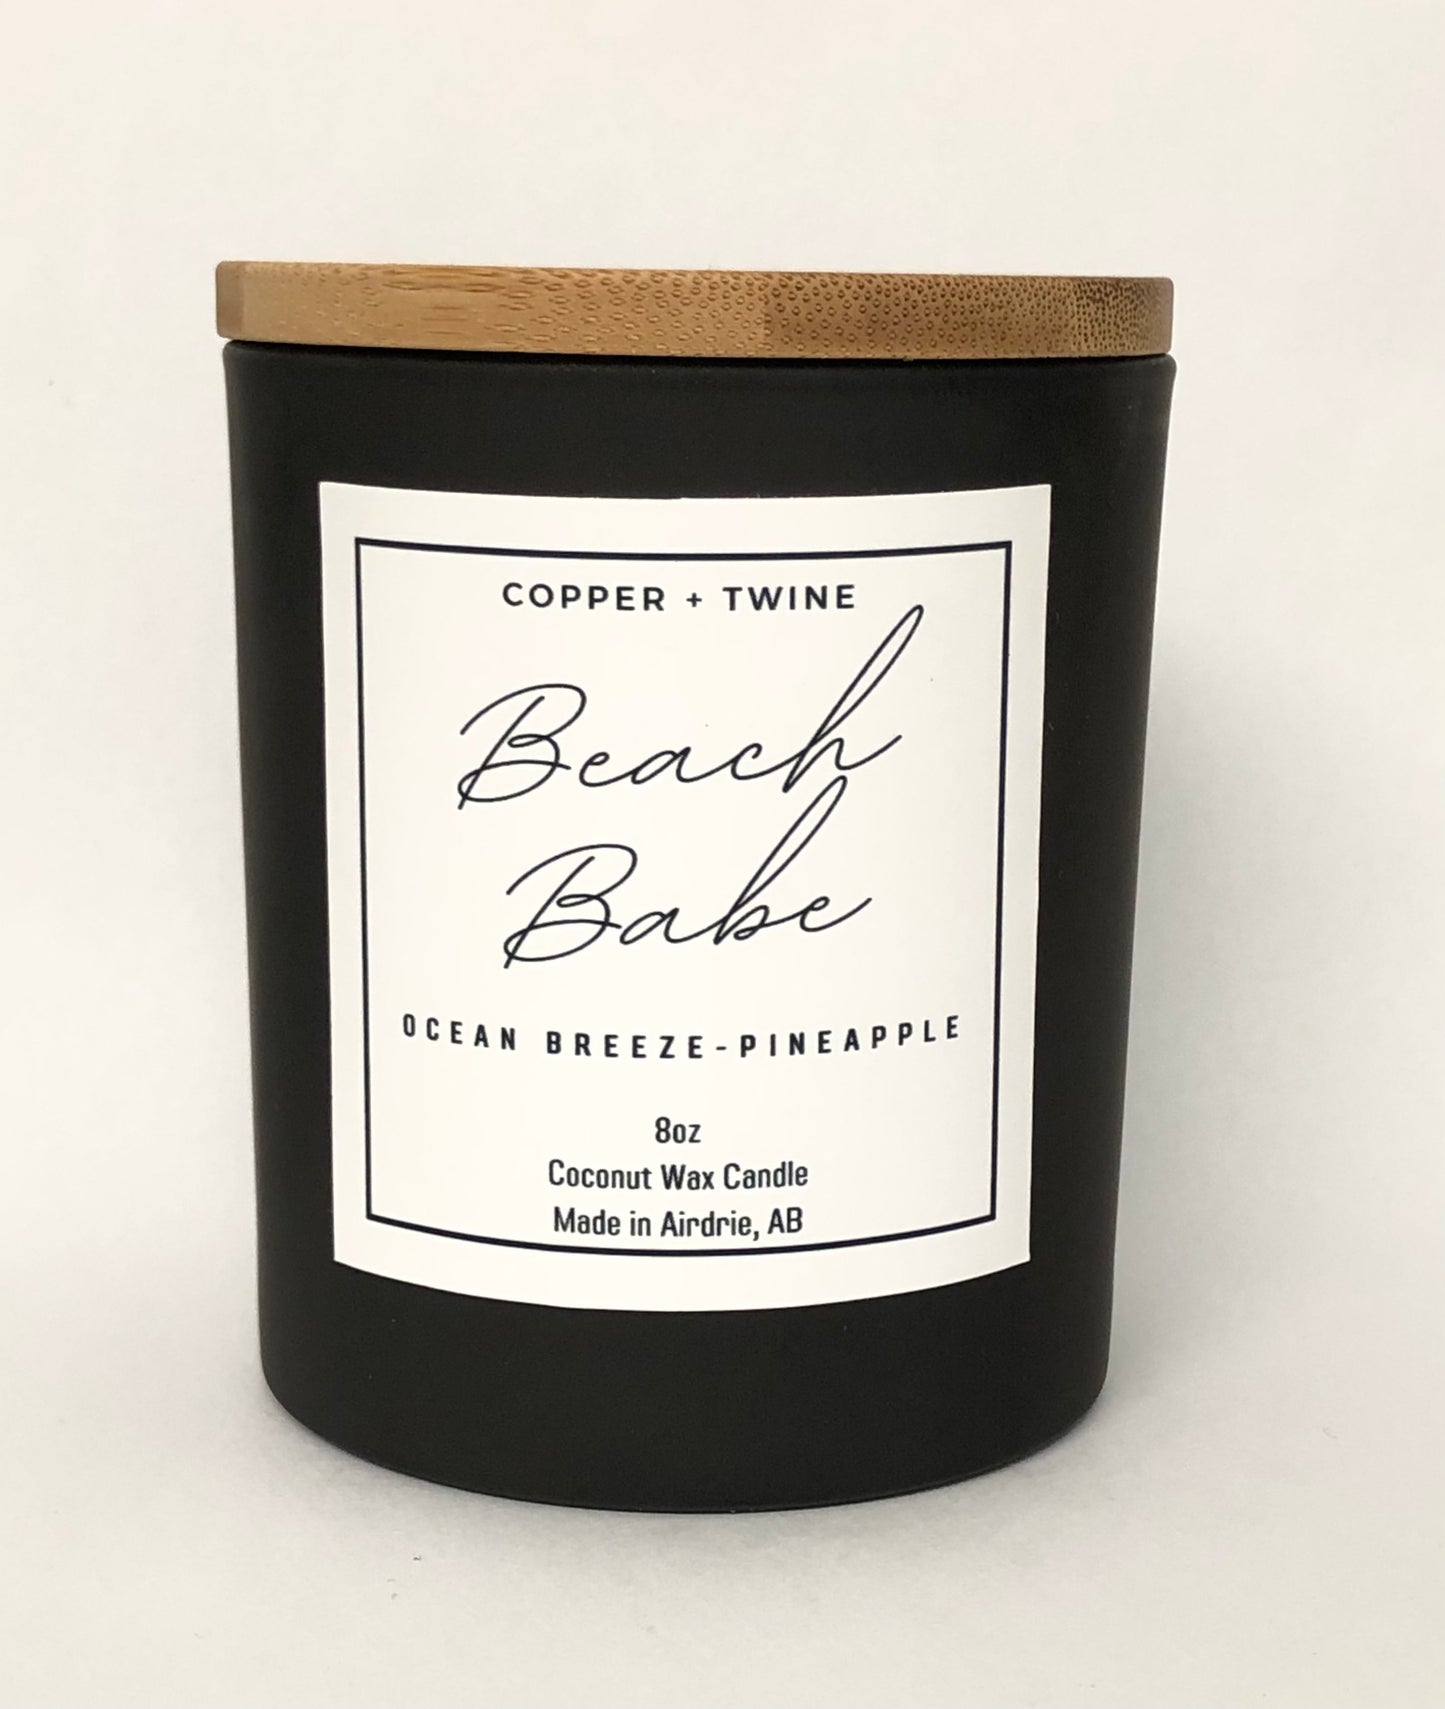 COPPER + TWINE
Beach
Babe
OCEAN BREEZE-PINEAPPLE
8oz
Coconut Wax Candle
Made in Airdrie, AB